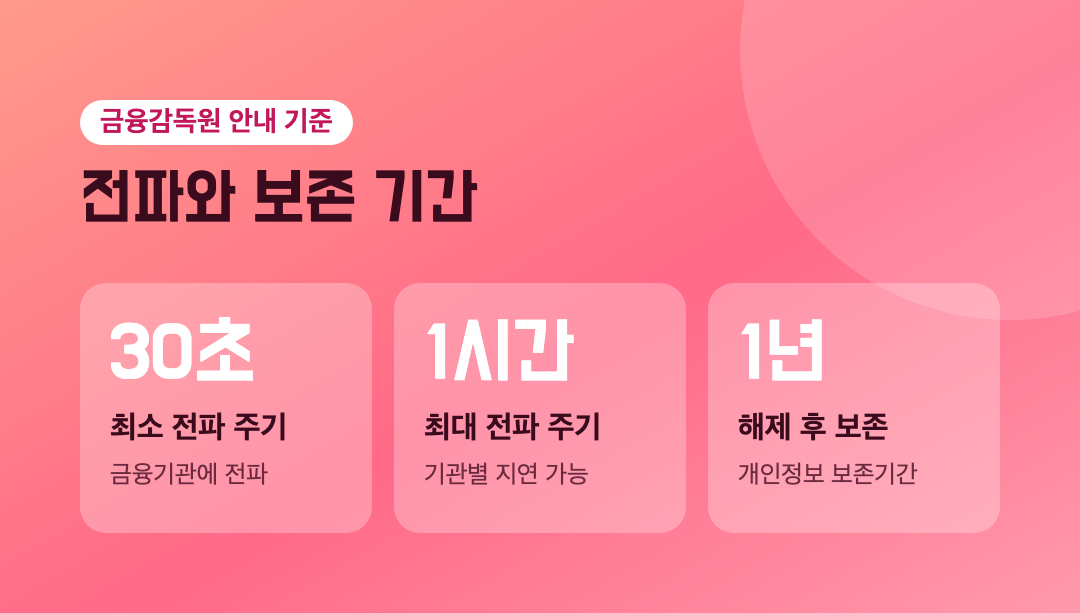 금융감독원 안내 기준
전파와 보존 기간
30초
최소 전파 주기
금융기관에 전파
1시간
최대 전파 주기
기관별 지연 가능
1년
해제 후 보존
개인정보 보존기간